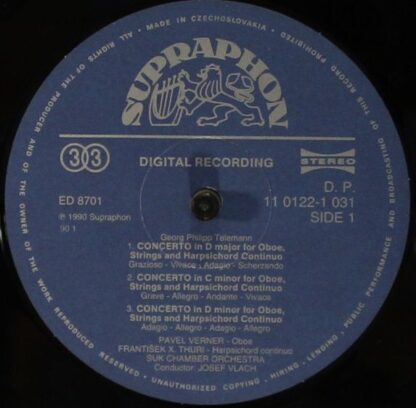 ALL RIGHTS OF THE PRODUCER AND OF THE OWNER OF THE WORK REPRODUCED RESERVED - UNAUTHORIZED COPYING - HIRING - LENDING - PUBLIC PERFORMANCE AND BROADCASTING OF THIS RECORD PROHIBITED • MADE IN CZECHOSLOVAKIA •
SUPRAPHON
33 DIGITAL RECORDING STEREO
ED 8701
D. P.
11 0122-1 031
℗ 1990 Supraphon
SIDE 1
90 1
Georg Philipp Telemann
1. CONCERTO in D major for Oboe,
Strings and Harpsichord Continuo
Grazioso - Vivace - Adagio - Scherzando
2. CONCERTO in C minor for Oboe,
Strings and Harpsichord Continuo
Grave - Allegro - Andante - Vivace
3. CONCERTO in D minor for Oboe,
Strings and Harpsichord Continuo
Adagio - Allegro - Adagio - Allegro
PAVEL VERNER - Oboe
FRANTIŠEK X. THURI - Harpsichord continuo
SUK CHAMBER ORCHESTRA
Conductor: JOSEF VLACH